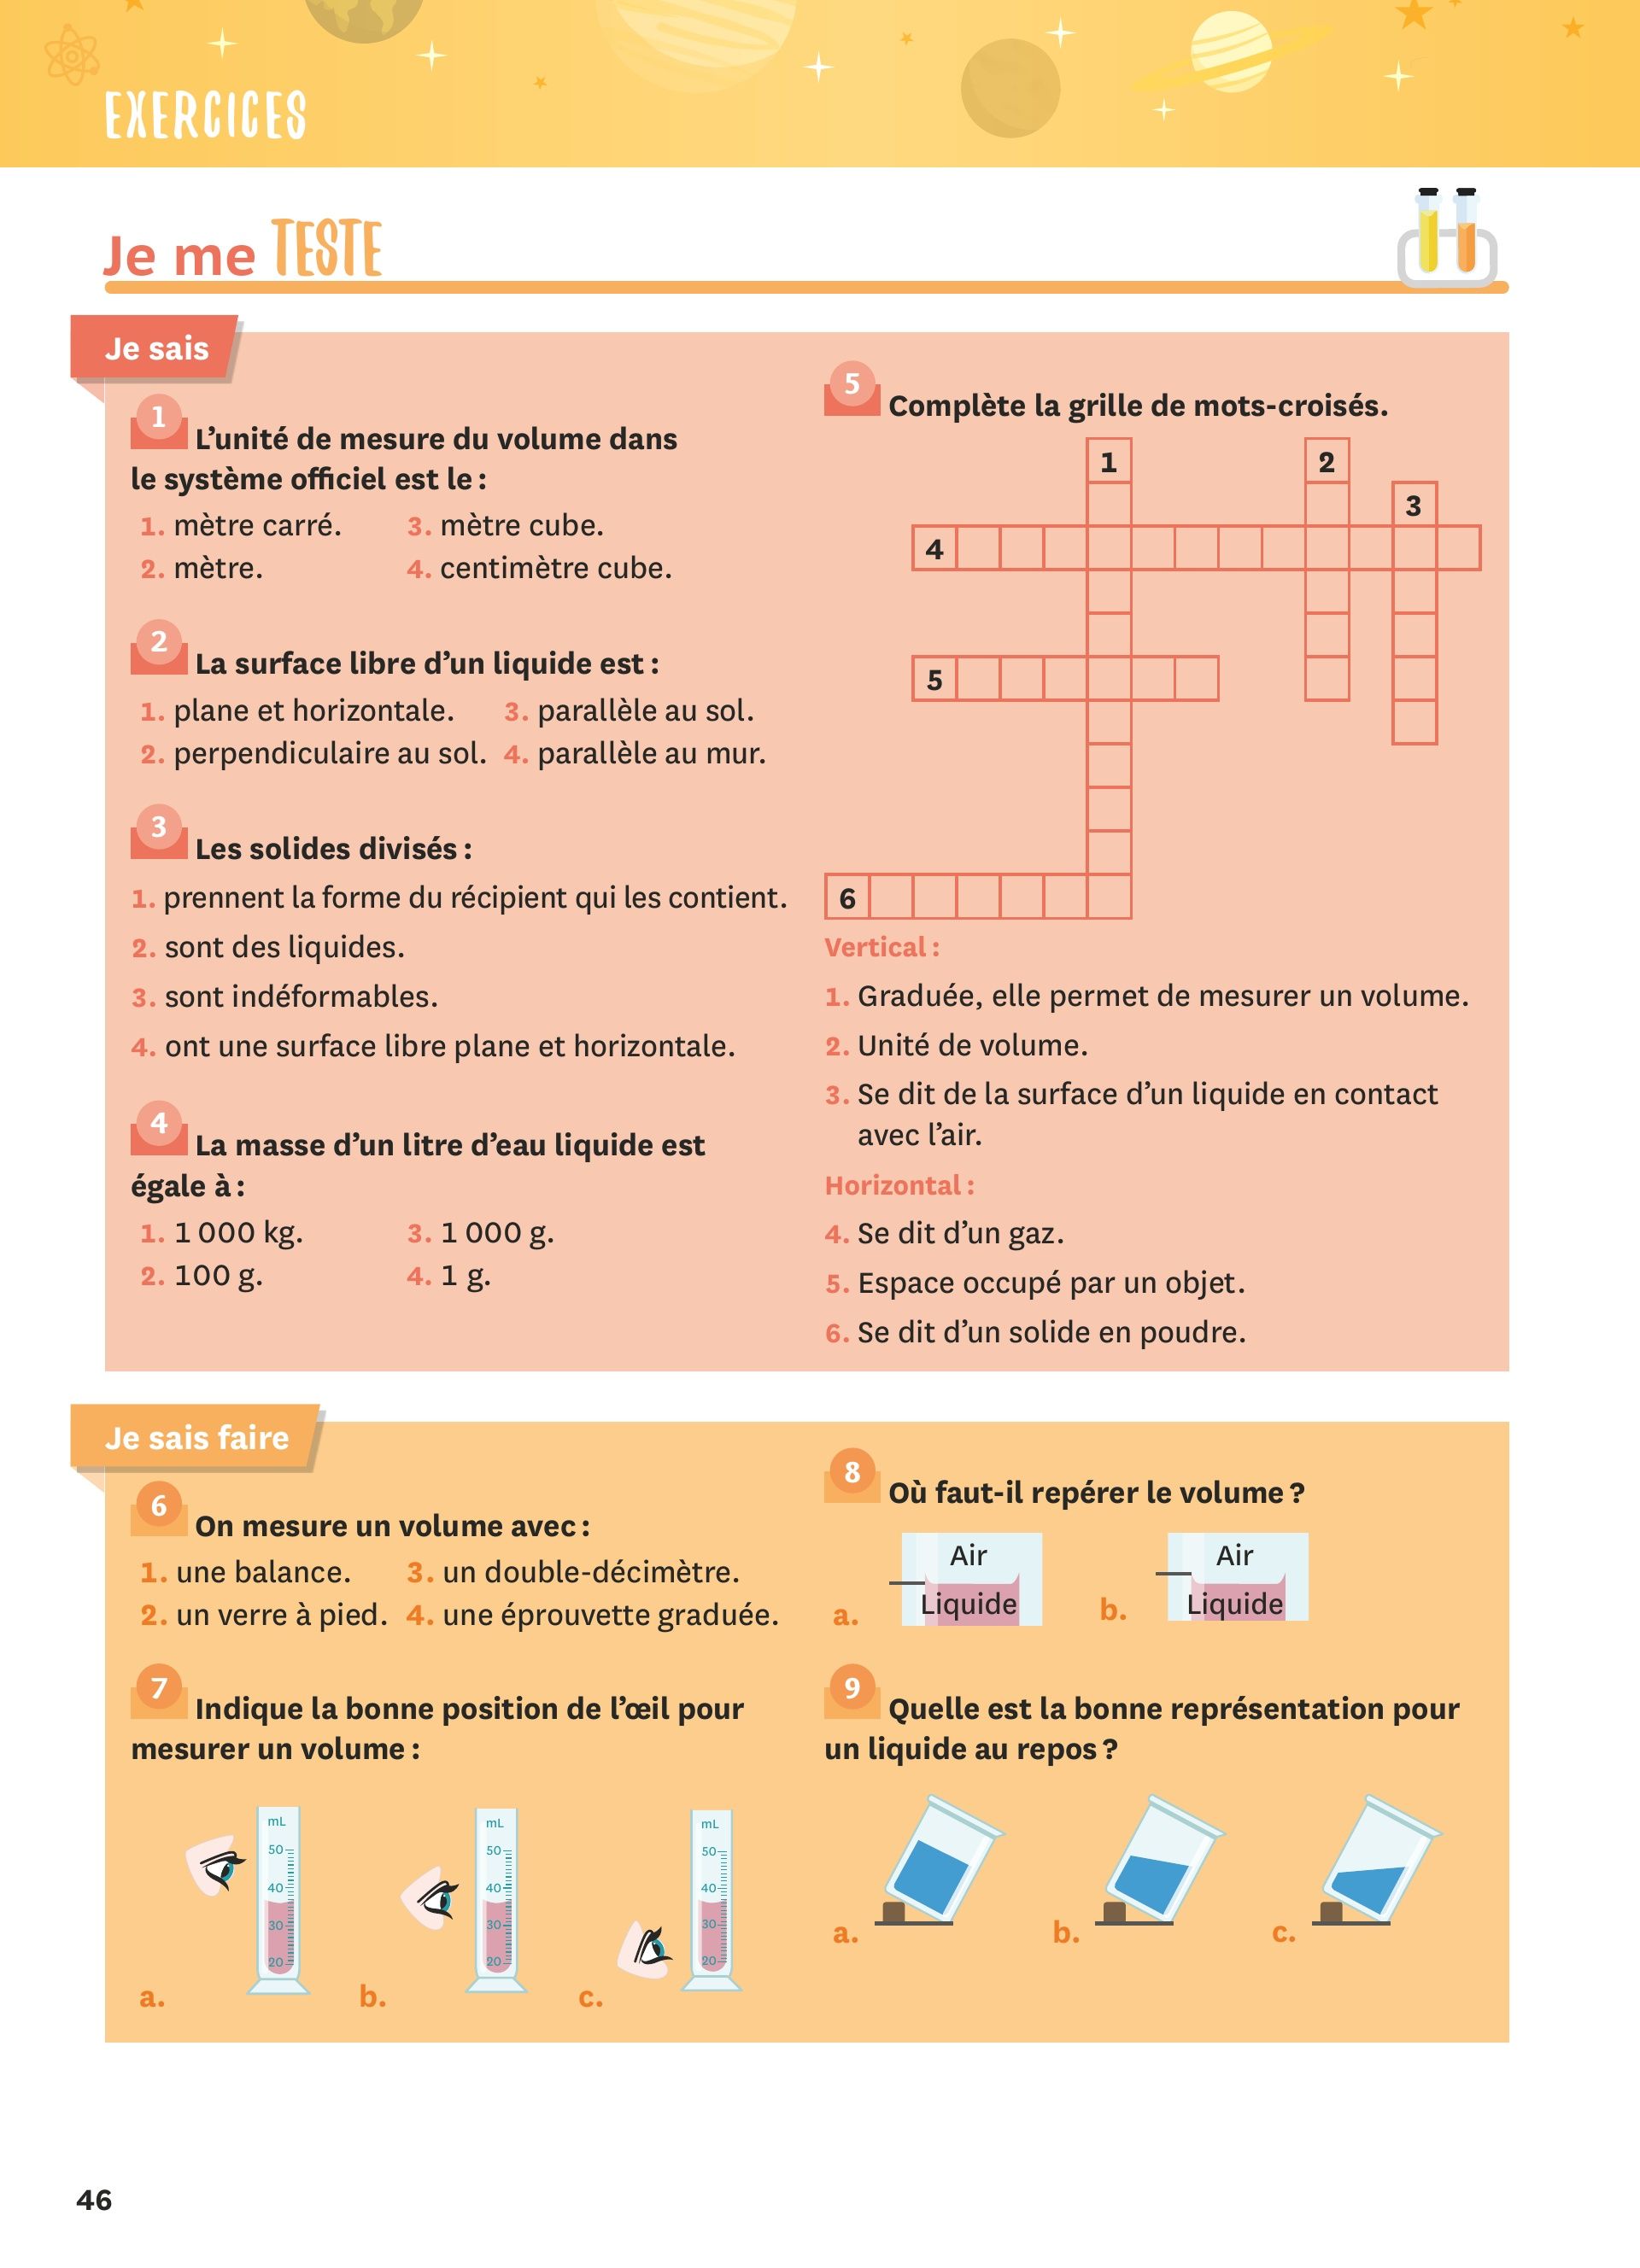 EXERCICES
Je me TESTE
Je sais
1 L’unité de mesure du volume dans
le système officiel est le :
1. mètre carré. 3. mètre cube.
2. mètre. 4. centimètre cube.
2 La surface libre d’un liquide est :
1. plane et horizontale. 3. parallèle au sol.
2. perpendiculaire au sol. 4. parallèle au mur.
3 Les solides divisés :
1. prennent la forme du récipient qui les contient.
2. sont des liquides.
3. sont indéformables.
4. ont une surface libre plane et horizontale.
4 La masse d’un litre d’eau liquide est
égale à :
1. 1 000 kg. 3. 1 000 g.
2. 100 g. 4. 1 g.
5 Complète la grille de mots-croisés.
1 2
3
4
5
6
Vertical :
1. Graduée, elle permet de mesurer un volume.
2. Unité de volume.
3. Se dit de la surface d’un liquide en contact
avec l’air.
Horizontal :
4. Se dit d’un gaz.
5. Espace occupé par un objet.
6. Se dit d’un solide en poudre.
Je sais faire
6 On mesure un volume avec :
1. une balance. 3. un double-décimètre.
2. un verre à pied. 4. une éprouvette graduée.
7 Indique la bonne position de l’œil pour
mesurer un volume :
mL mL mL
50 50 50
40 40 40
30 30 30
20 20 20
a. b. c.
8 Où faut-il repérer le volume ?
Air Air
a. Liquide b. Liquide
9 Quelle est la bonne représentation pour
un liquide au repos ?
a. b. c.
46